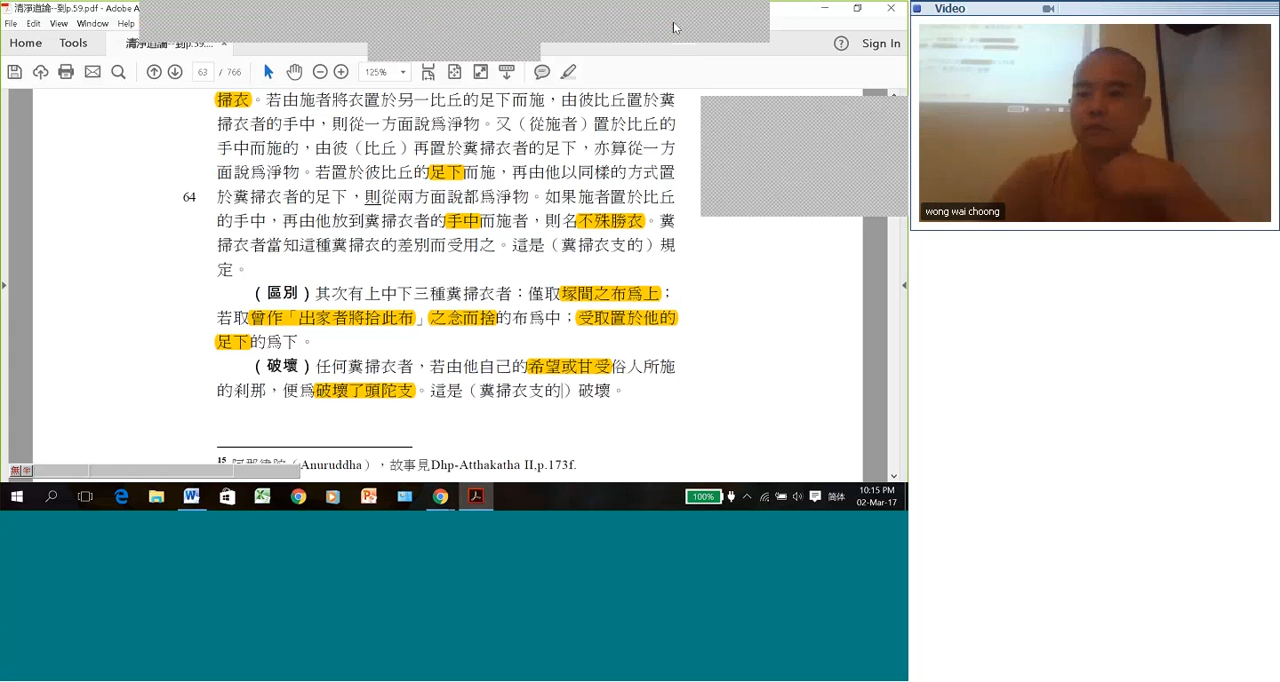 清淨道論--到p.59.pdf - Adobe A
File Edit View Window Help
Home Tools 清淨道論--到p.59.... × Sign In
63 / 766 125%
掃衣。若由施者將衣置於另一比丘的足下而施，由彼比丘置於糞
掃衣者的手中，則從一方面說爲淨物。又（從施者）置於比丘的
手中而施的，由彼（比丘）再置於糞掃衣者的足下，亦算從一方
面說爲淨物。若置於彼比丘的足下而施，再由他以同樣的方式置
64 於糞掃衣者的足下，則從兩方面說都爲淨物。如果施者置於比丘
的手中，再由他放到糞掃衣者的手中而施者，則名不殊勝衣。糞
掃衣者當知這種糞掃衣的差別而受用之。這是（糞掃衣支的）規
定。
（區別）其次有上中下三種糞掃衣者：僅取塚間之布爲上；
若取曾作「出家者將拾此布」之念而捨的布爲中；受取置於他的
足下的爲下。
（破壞）任何糞掃衣者，若由他自己的希望或甘受俗人所施
的刹那，便爲破壞了頭陀支。這是（糞掃衣支的）破壞。
15 阿那律陀（Anuruddha），故事見Dhp-Atthakatha II,p.173f.
100% 简体 10:15 PM
02-Mar-17
Video
wong wai choong